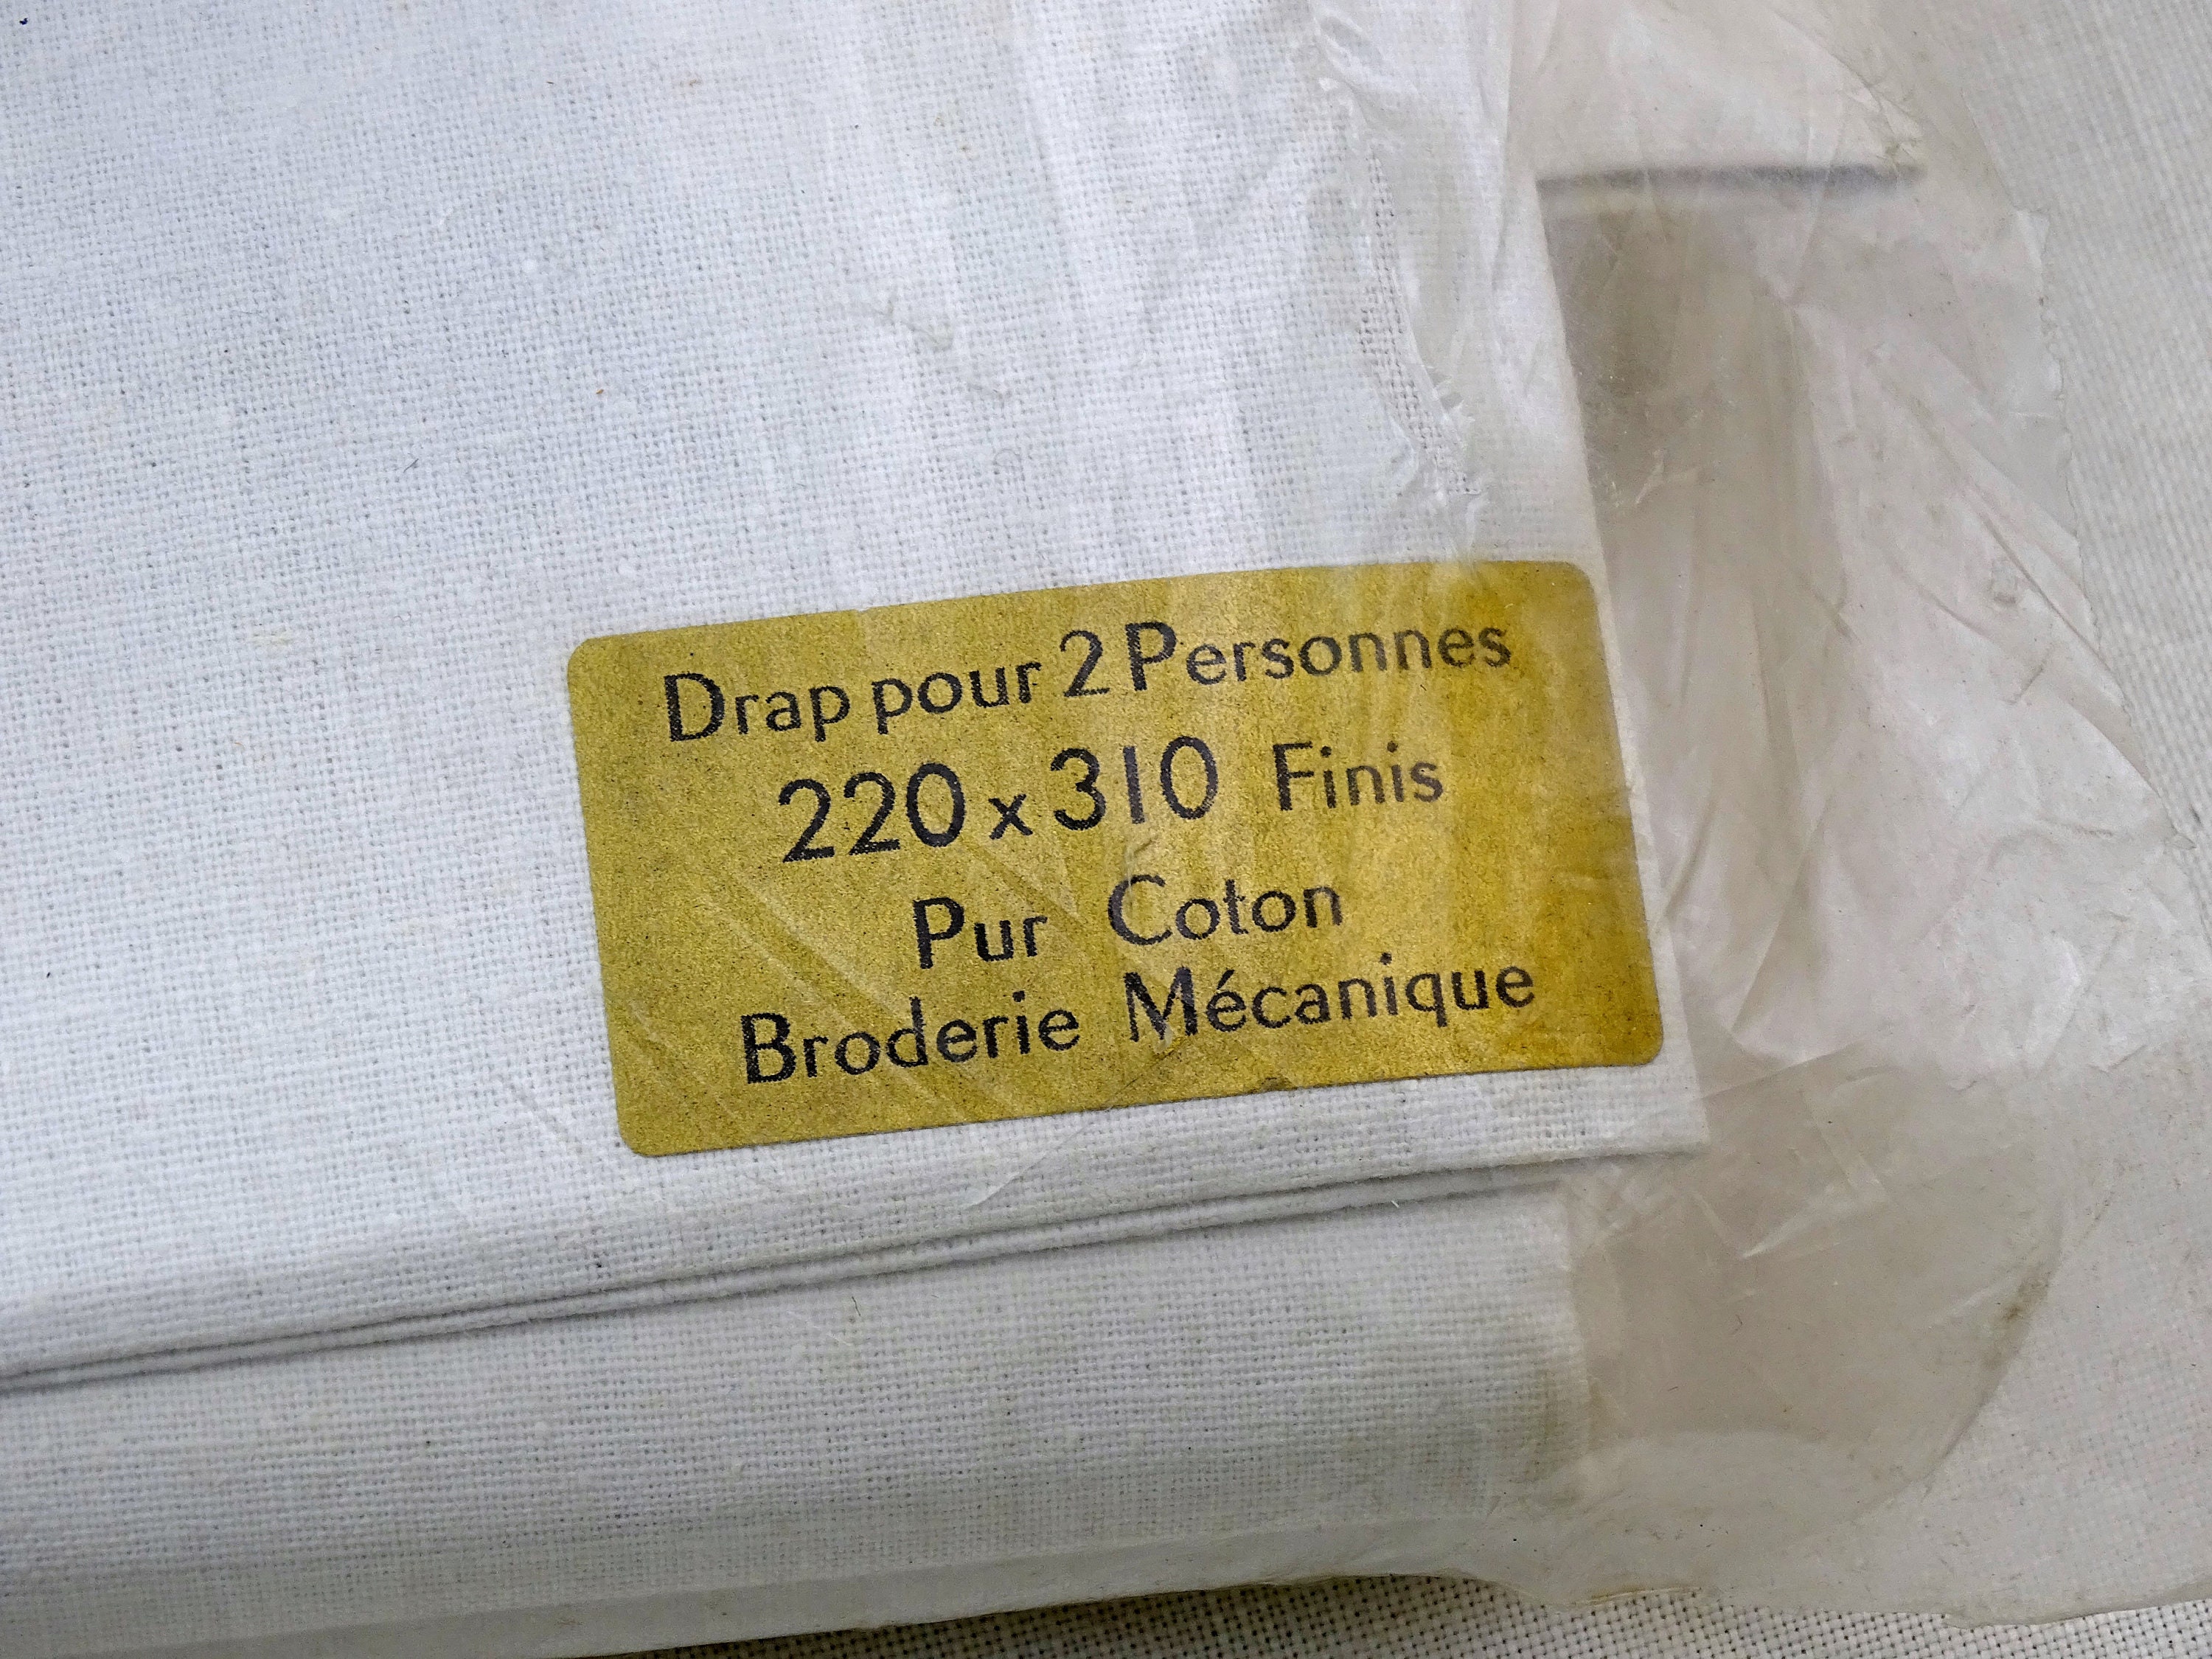 Drap pour 2 Personnes
220 x 310 Finis
Pur Coton
Broderie Mécanique